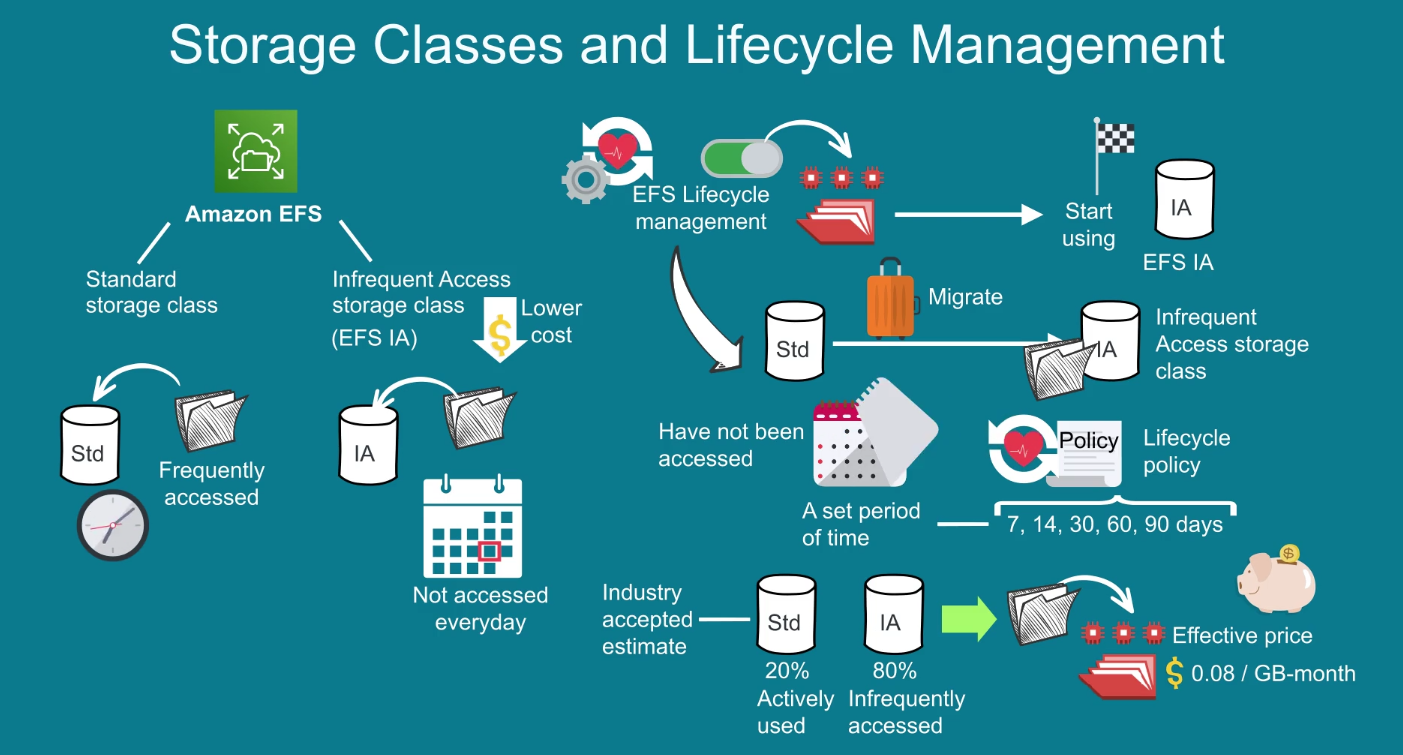 Storage Classes and Lifecycle Management
Amazon EFS
Standard
storage class
Infrequent Access
storage class
(EFS IA)
Lower
cost
Std
Frequently
accessed
IA
Not accessed
everyday
EFS Lifecycle
management
Start
using
IA
EFS IA
Std
Migrate
IA
Infrequent
Access storage
class
Have not been
accessed
Policy
Lifecycle
policy
A set period
of time
7, 14, 30, 60, 90 days
Industry
accepted
estimate
Std
20%
Actively
used
IA
80%
Infrequently
accessed
Effective price
$ 0.08 / GB-month